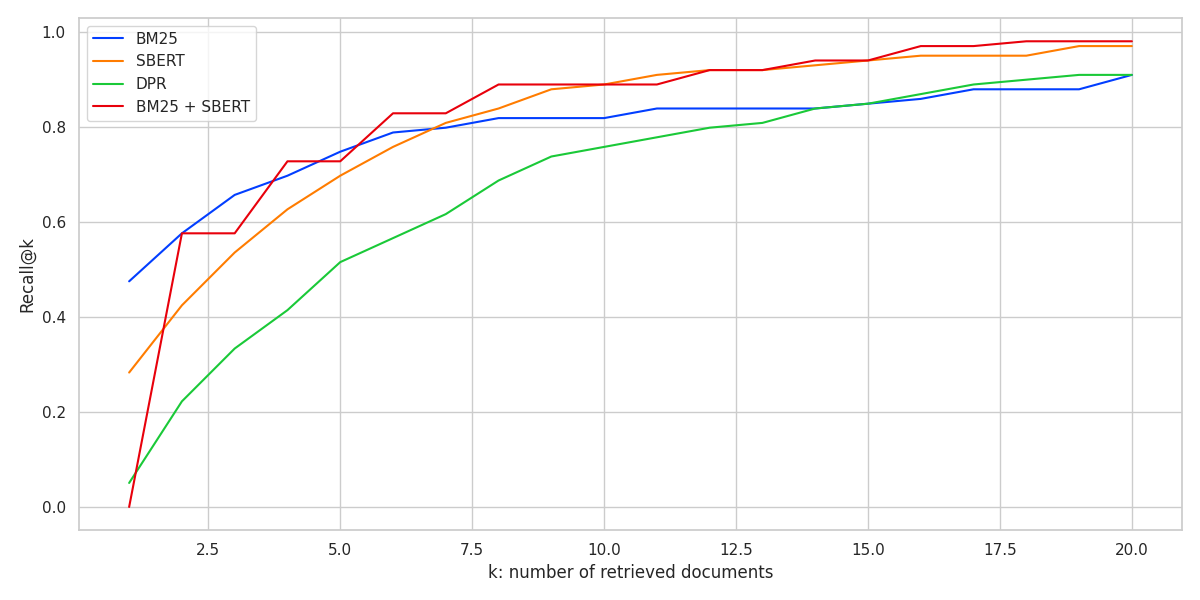 BM25
SBERT
DPR
BM25 + SBERT
Recall@k
1.0
0.8
0.6
0.4
0.2
0.0
2.5 5.0 7.5 10.0 12.5 15.0 17.5 20.0
k: number of retrieved documents